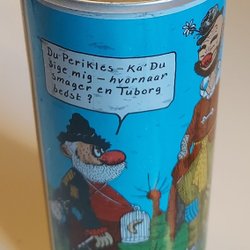 Du Perikles - Ka' Du
sige mig - hvornaar
smager en Tuborg
bedst?